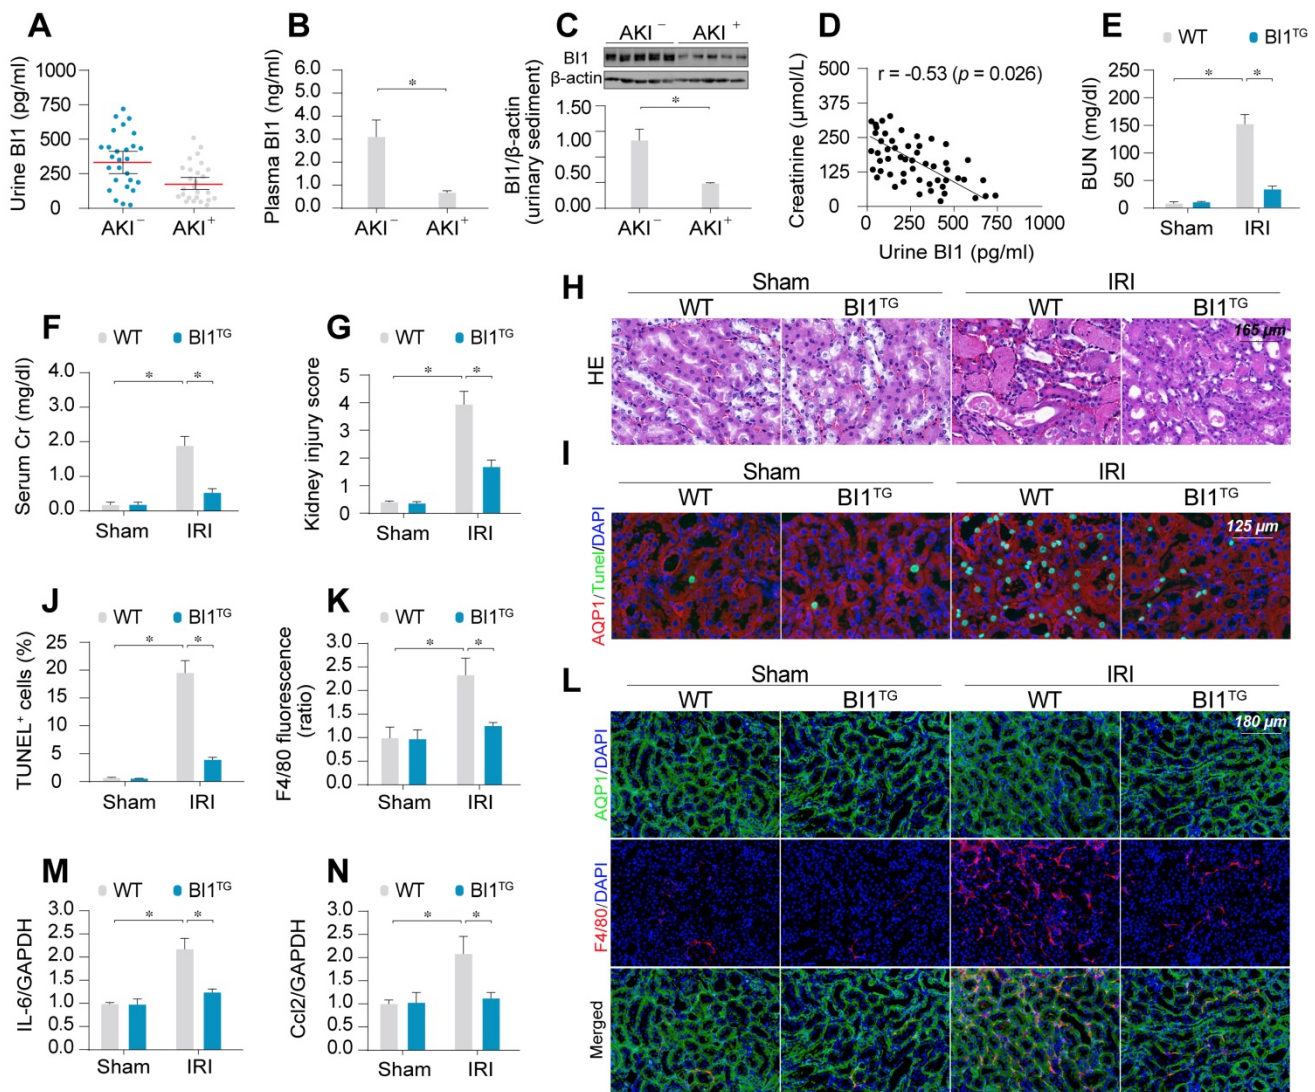 A
Urine BI1 (pg/ml)
1000
750
500
250
0
AKI⁻
AKI⁺
B
Plasma BI1 (ng/ml)
6.0
5.0
4.0
3.0
2.0
1.0
0.0
*
AKI⁻
AKI⁺
C
AKI⁻
AKI⁺
BI1
β-actin
BI1/β-actin
(urinary sediment)
1.50
1.00
0.50
0.00
*
AKI⁻
AKI⁺
D
Creatinine (μmol/L)
500
375
250
125
0
r = -0.53 (p = 0.026)
0
250
500
750
1000
Urine BI1 (pg/ml)
E
WT
BI1ᵀᴳ
BUN (mg/dl)
250
200
150
100
50
0
*
*
Sham
IRI
F
WT
BI1ᵀᴳ
Serum Cr (mg/dl)
4.0
3.0
2.0
1.0
0.0
*
*
Sham
IRI
G
WT
BI1ᵀᴳ
Kidney injury score
5
4
3
2
1
0
*
*
Sham
IRI
H
Sham
IRI
WT
BI1ᵀᴳ
WT
BI1ᵀᴳ
HE
165 μm
I
Sham
IRI
WT
BI1ᵀᴳ
WT
BI1ᵀᴳ
AQP1/Tunel/DAPI
125 μm
J
WT
BI1ᵀᴳ
TUNEL⁺ cells (%)
25
20
15
10
5
0
*
*
Sham
IRI
K
WT
BI1ᵀᴳ
F4/80 fluorescence
(ratio)
3.0
2.5
2.0
1.5
1.0
0.5
0.0
*
*
Sham
IRI
L
Sham
IRI
WT
BI1ᵀᴳ
WT
BI1ᵀᴳ
180 μm
AQP1/DAPI
F4/80/DAPI
Merged
M
WT
BI1ᵀᴳ
IL-6/GAPDH
3.0
2.5
2.0
1.5
1.0
0.5
0.0
*
*
Sham
IRI
N
WT
BI1ᵀᴳ
Ccl2/GAPDH
3.0
2.5
2.0
1.5
1.0
0.5
0.0
*
*
Sham
IRI